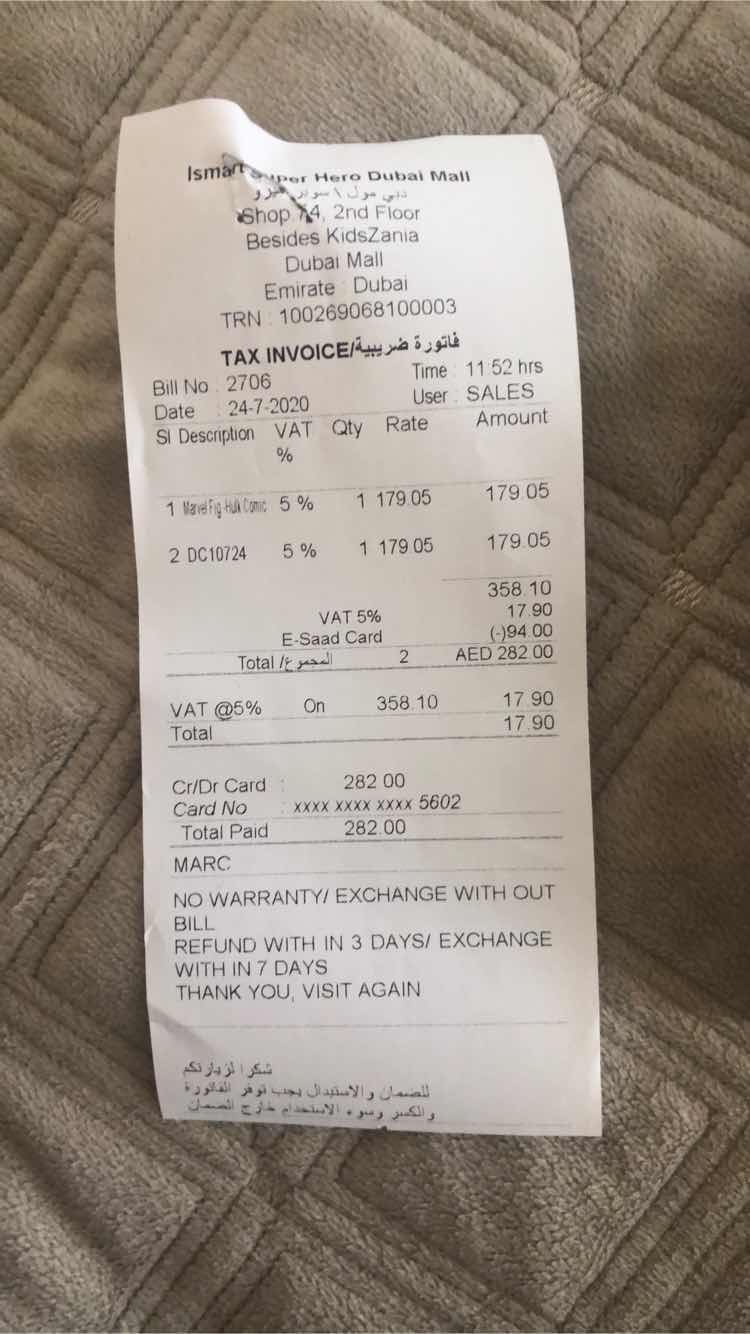 Ismart Super Hero Dubai Mall
دبي مول ١ سوبر هيرو
Shop 74, 2nd Floor
Besides KidsZania
Dubai Mall
Emirate : Dubai
TRN : 100269068100003
TAX INVOICE/فاتورة ضريبية
Bill No : 2706 Time : 11:52 hrs
Date : 24-7-2020 User : SALES
Sl Description VAT % Qty Rate Amount
1 Marvel Fig-Hulk Comic 5 % 1 179.05 179.05
2 DC10724 5 % 1 179.05 179.05
358.10
VAT 5% 17.90
E-Saad Card (-)94.00
Total /المجموع 2 AED 282.00
VAT @5% On 358.10 17.90
Total 17.90
Cr/Dr Card : 282.00
Card No : xxxx xxxx xxxx 5602
Total Paid 282.00
MARC
NO WARRANTY/ EXCHANGE WITH OUT
BILL
REFUND WITH IN 3 DAYS/ EXCHANGE
WITH IN 7 DAYS
THANK YOU, VISIT AGAIN
شكرا لزيارتكم
للضمان والاستبدال يجب توفر الفاتورة
والكسر وسوء الاستخدام خارج الضمان